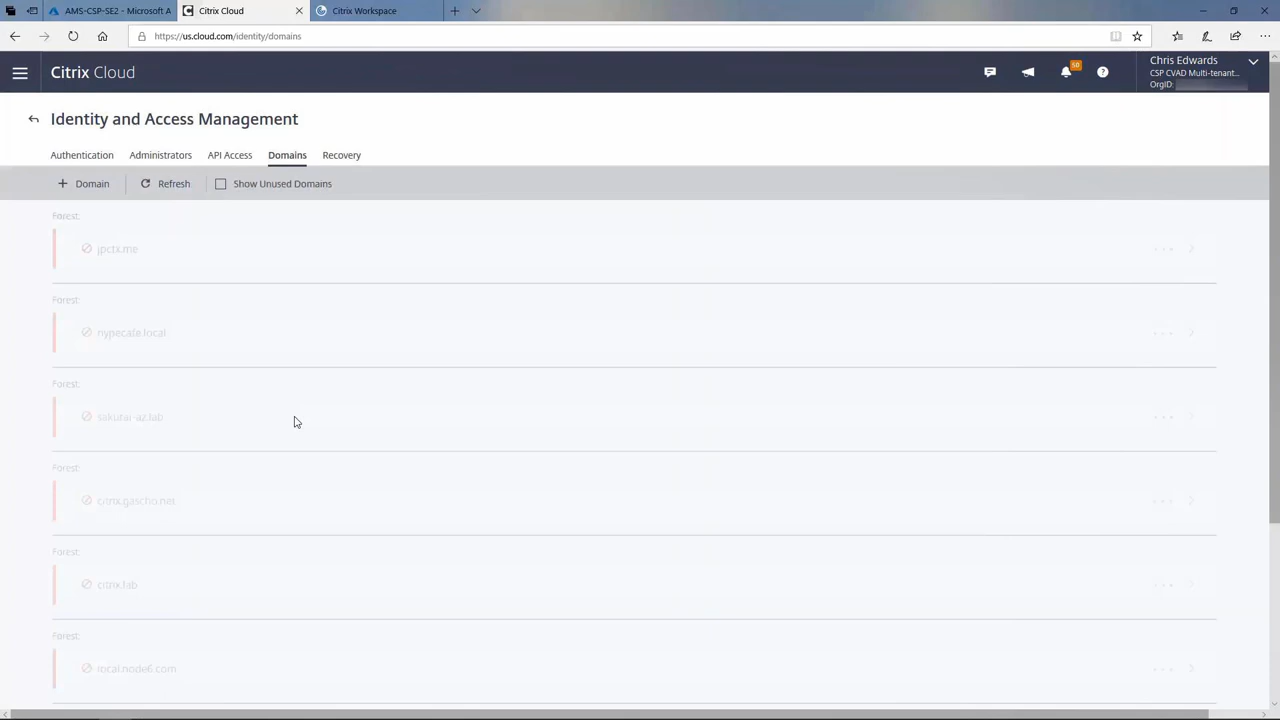 AMS-CSP-SE2 - Microsoft A
Citrix Cloud
Citrix Workspace
https://us.cloud.com/identity/domains
Citrix Cloud
50
Chris Edwards
CSP CVAD Multi-tenant...
OrgID:
Identity and Access Management
Authentication
Administrators
API Access
Domains
Recovery
+ Domain
Refresh
Show Unused Domains
Forest:
jpctx.me
Forest:
nypecafe.local
Forest:
sakurai-az.lab
Forest:
citrix.gascho.net
Forest:
citrix.lab
Forest:
local.node6.com